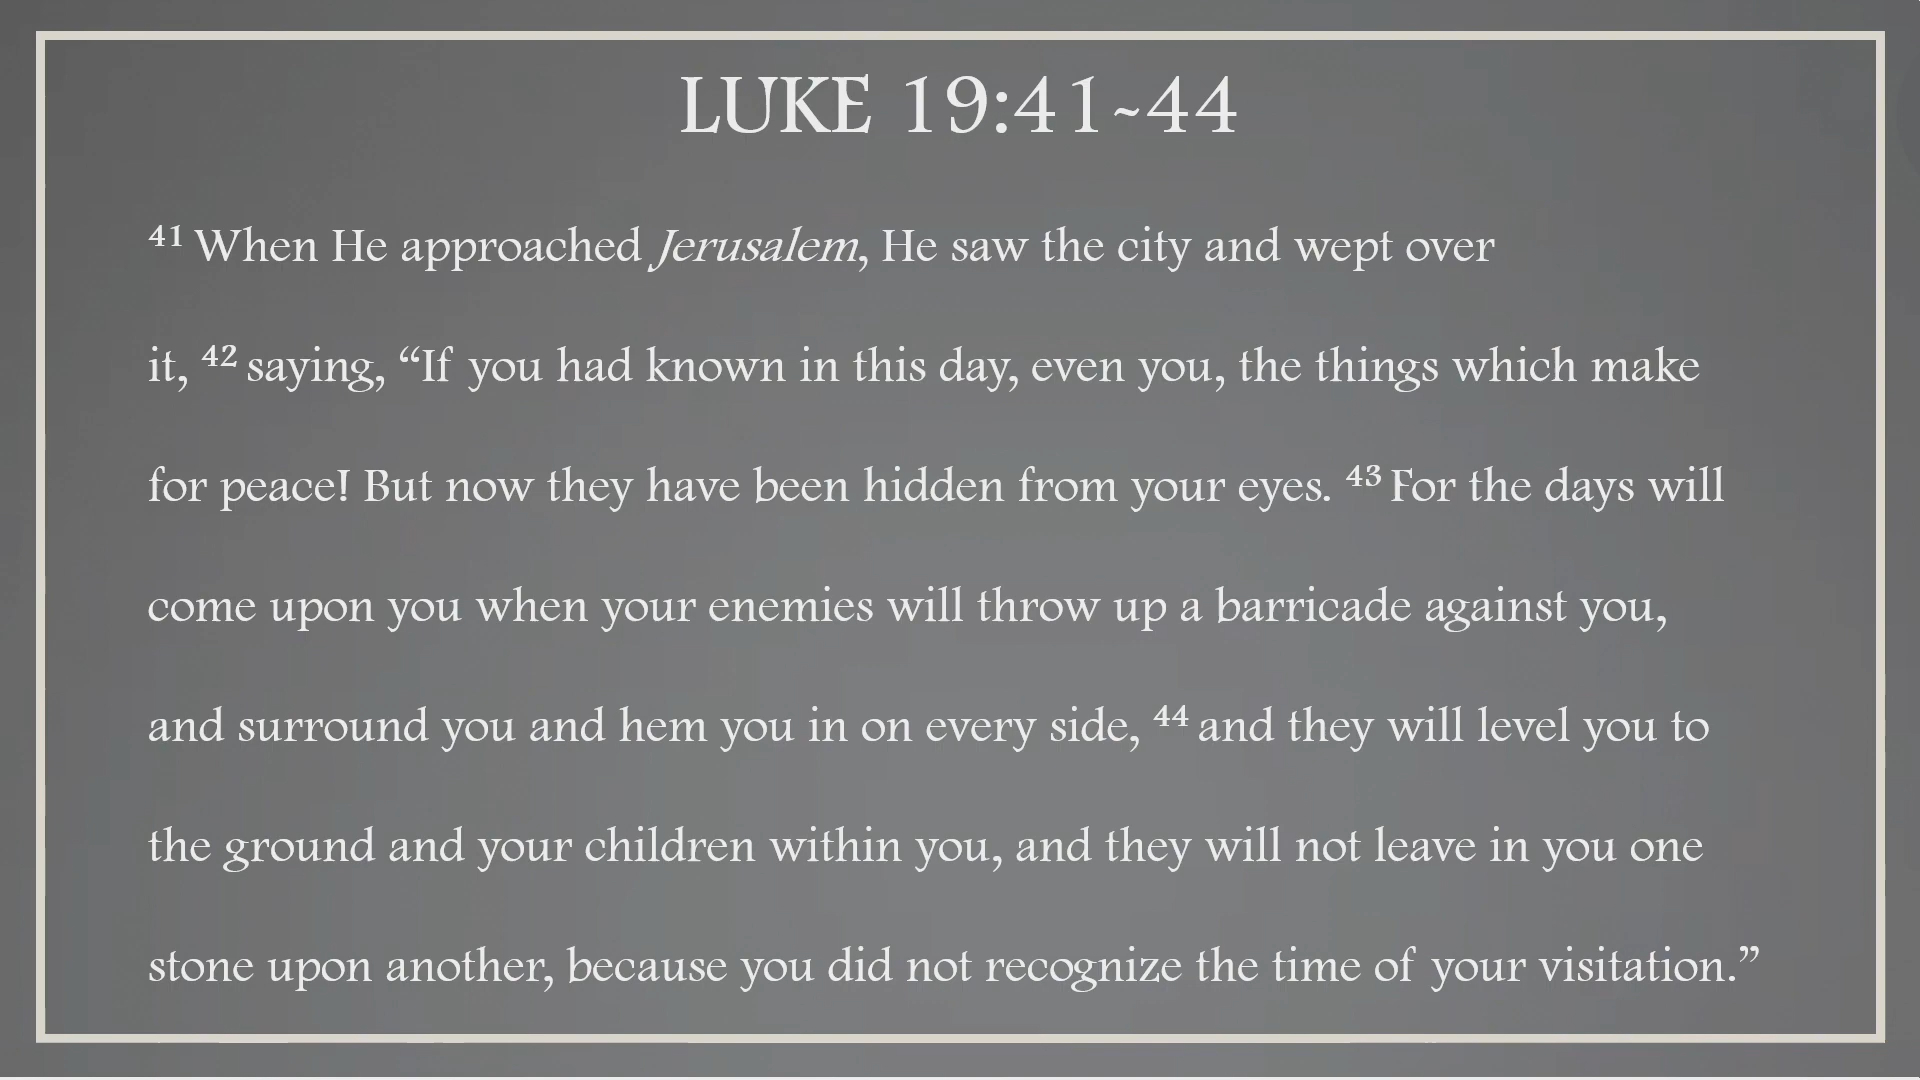 LUKE 19:41-44
41 When He approached Jerusalem, He saw the city and wept over
it, 42 saying, “If you had known in this day, even you, the things which make
for peace! But now they have been hidden from your eyes. 43 For the days will
come upon you when your enemies will throw up a barricade against you,
and surround you and hem you in on every side, 44 and they will level you to
the ground and your children within you, and they will not leave in you one
stone upon another, because you did not recognize the time of your visitation.”